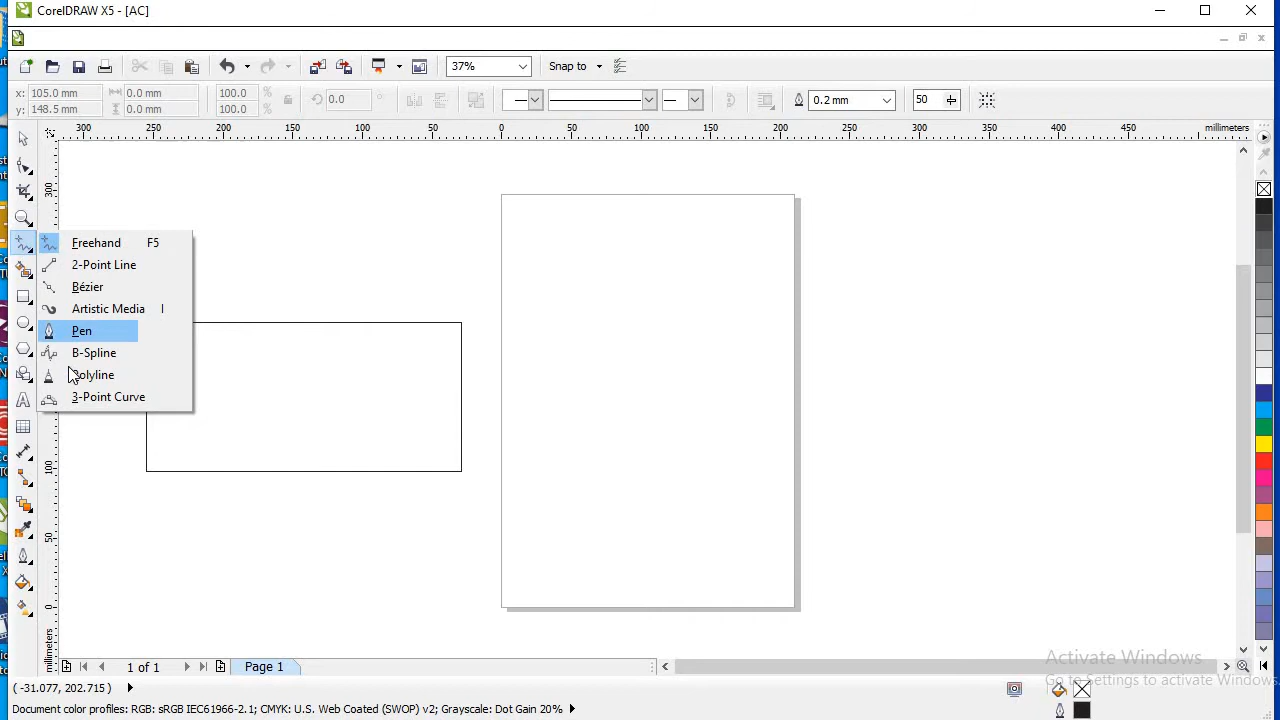 CorelDRAW X5 - [AC]
37%
Snap to
x: 105.0 mm
y: 148.5 mm
0.0 mm
0.0 mm
100.0 %
100.0 %
0.0
0.2 mm
50
300 250 200 150 100 50 0 50 100 150 200 250 300 350 400 450 millimeters
300
Freehand F5
2-Point Line
Bézier
Artistic Media I
Pen
B-Spline
olyline
3-Point Curve
100
50
0
millimeters
1 of 1
Page 1
Activate Windows
Go to Settings to activate Windows.
( -31.077, 202.715 )
Document color profiles: RGB: sRGB IEC61966-2.1; CMYK: U.S. Web Coated (SWOP) v2; Grayscale: Dot Gain 20%